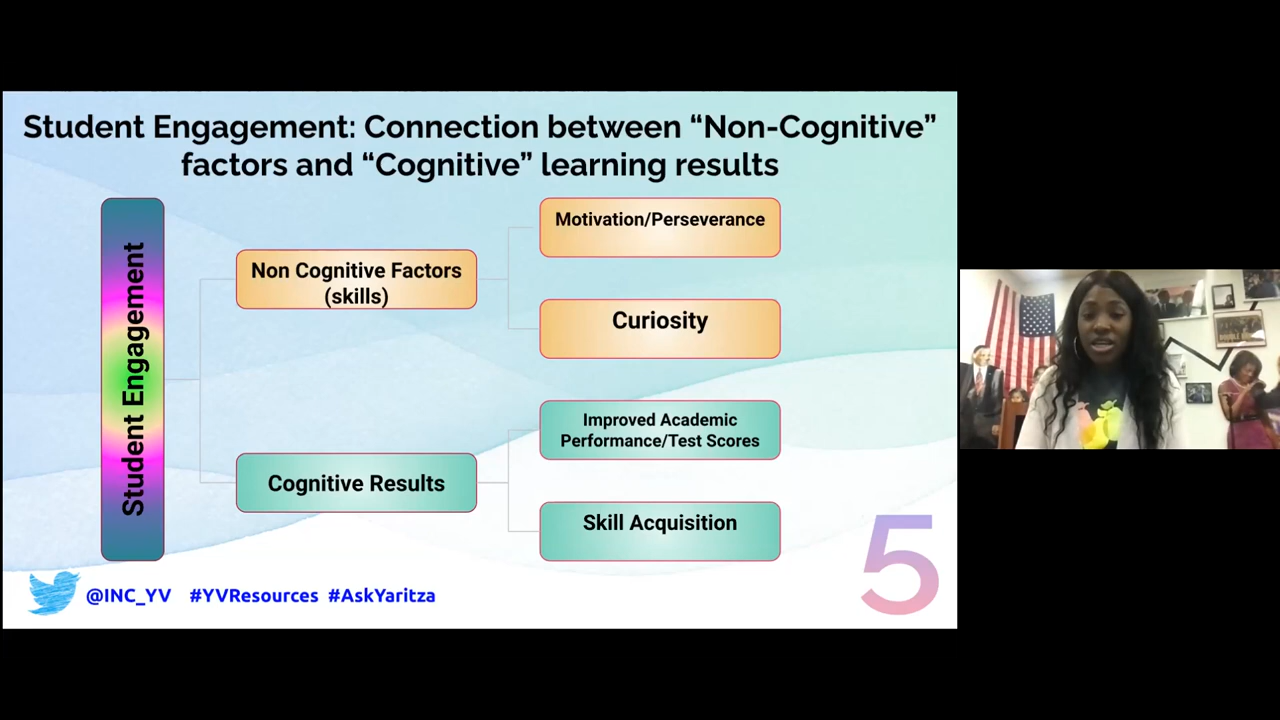 Student Engagement: Connection between “Non-Cognitive”
factors and “Cognitive” learning results
Student Engagement
Non Cognitive Factors
(skills)
Motivation/Perseverance
Curiosity
Cognitive Results
Improved Academic
Performance/Test Scores
Skill Acquisition
@INC_YV #YVResources #AskYaritza
5